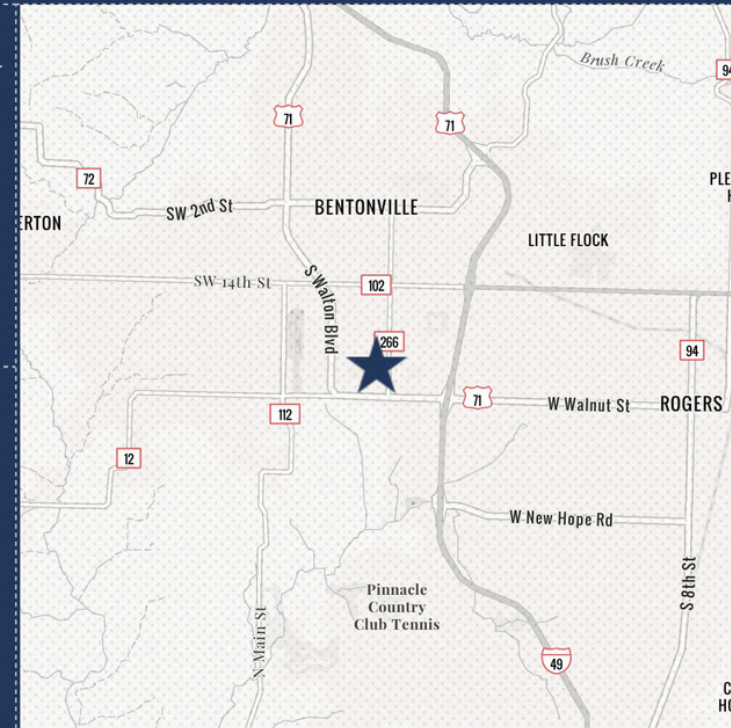 Brush Creek
94
71
71
72
PLE
H
SW 2nd St
BENTONVILLE
ERTON
LITTLE FLOCK
SW 14th St
S Walton Blvd
102
266
94
112
71
W Walnut St
ROGERS
12
W New Hope Rd
Pinnacle
Country
Club Tennis
S 8th St
N Main St
49
C
HO